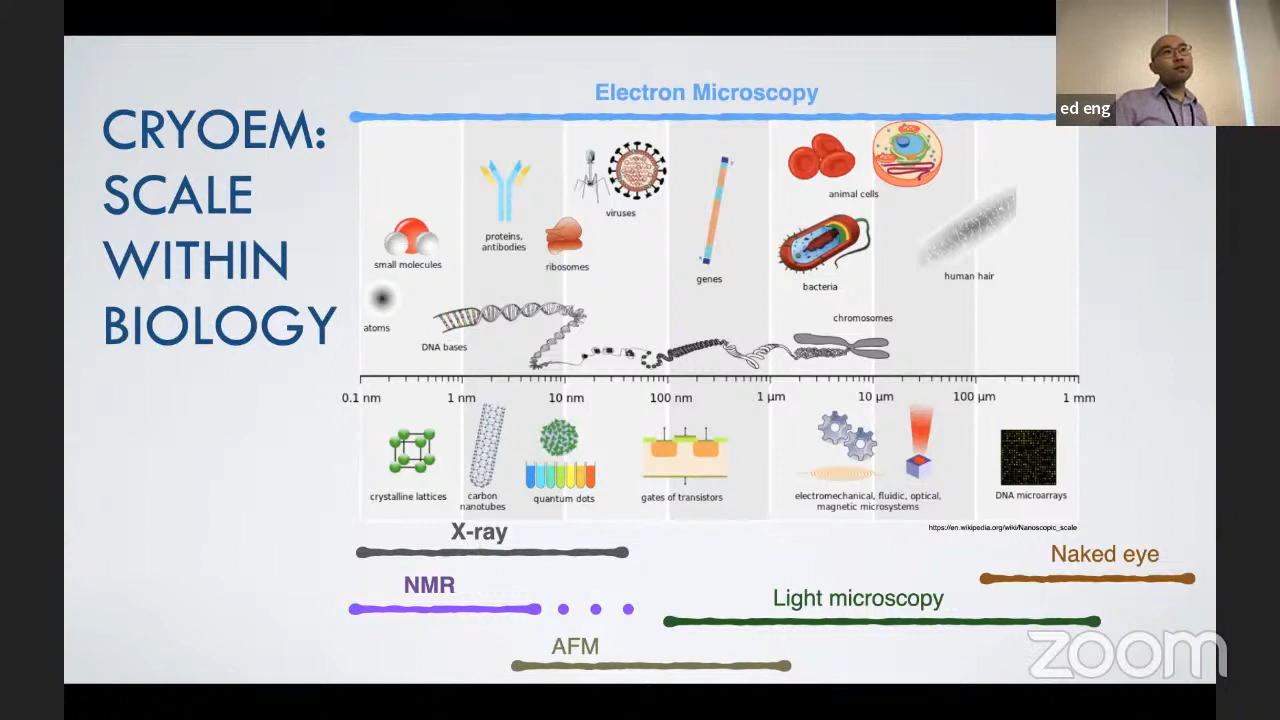 Electron Microscopy
ed eng
CRYOEM:
SCALE
WITHIN
BIOLOGY
small molecules
atoms
proteins,
antibodies
DNA bases
ribosomes
viruses
genes
animal cells
bacteria
human hair
chromosomes
0.1 nm 1 nm 10 nm 100 nm 1 µm 10 µm 100 µm 1 mm
crystalline lattices
carbon
nanotubes
quantum dots
gates of transistors
electromechanical, fluidic, optical,
magnetic microsystems
DNA microarrays
https://en.wikipedia.org/wiki/Nanoscopic_scale
X-ray
Naked eye
NMR
Light microscopy
AFM
zoom